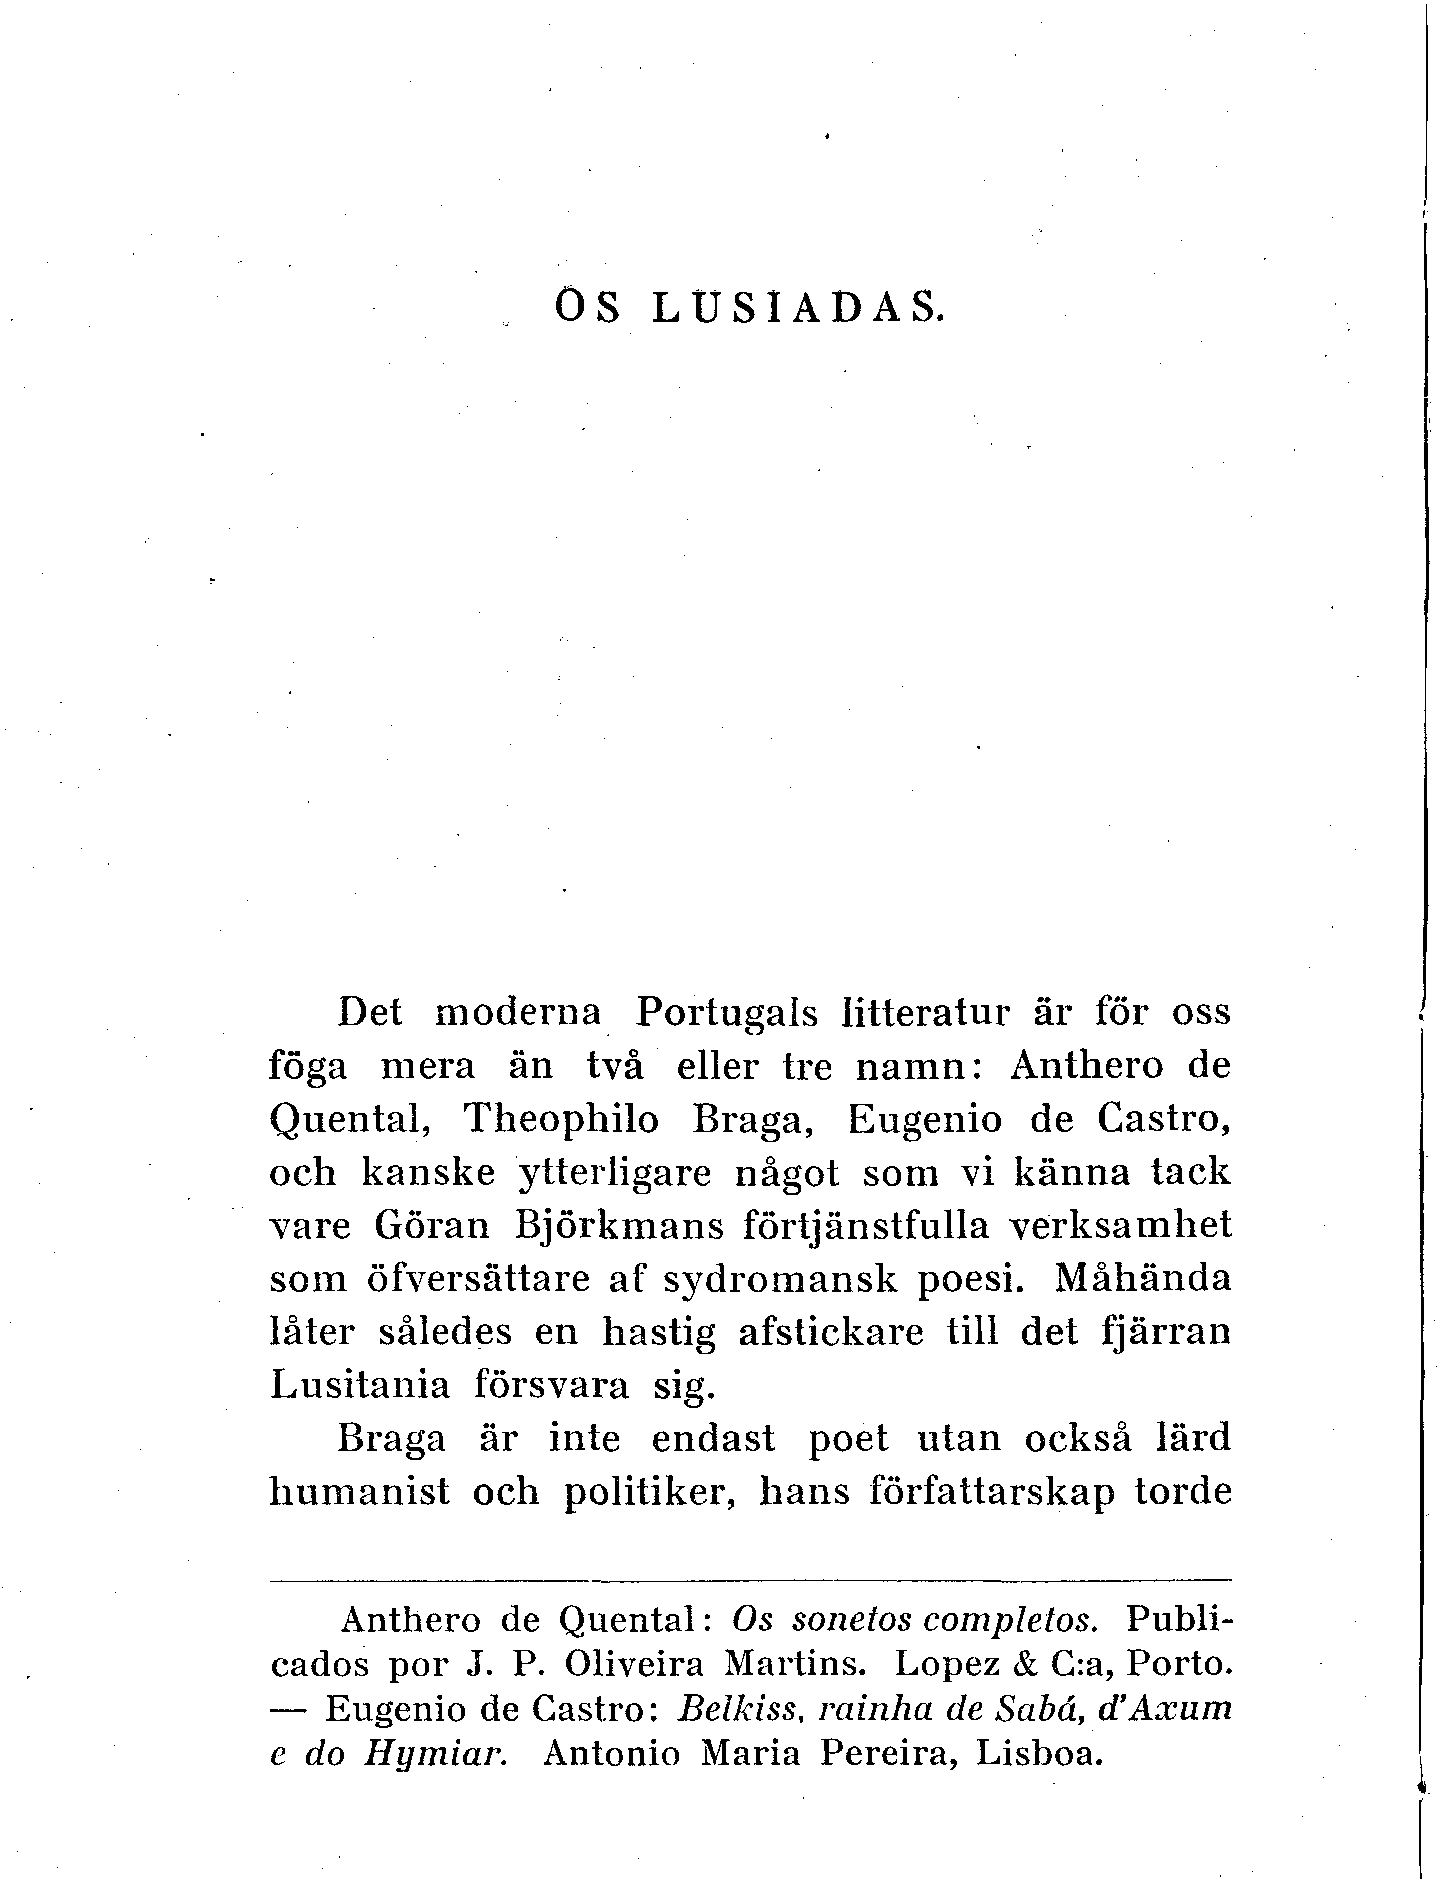 OS LUSIADAS.
Det moderna Portugals litteratur är för oss
föga mera än två eller tre namn: Anthero de
Quental, Theophilo Braga, Eugenio de Castro,
och kanske ytterligare något som vi känna tack
vare Göran Björkmans förtjänstfulla verksamhet
som öfversättare af sydromansk poesi. Måhända
låter således en hastig afstickare till det fjärran
Lusitania försvara sig.
Braga är inte endast poet utan också lärd
humanist och politiker, hans författarskap torde
Anthero de Quental: Os sonetos completos. Publi-
cados por J. P. Oliveira Martins. Lopez & C:a, Porto.
— Eugenio de Castro: Belkiss, rainha de Sabá, d'Axum
e do Hymiar. Antonio Maria Pereira, Lisboa.